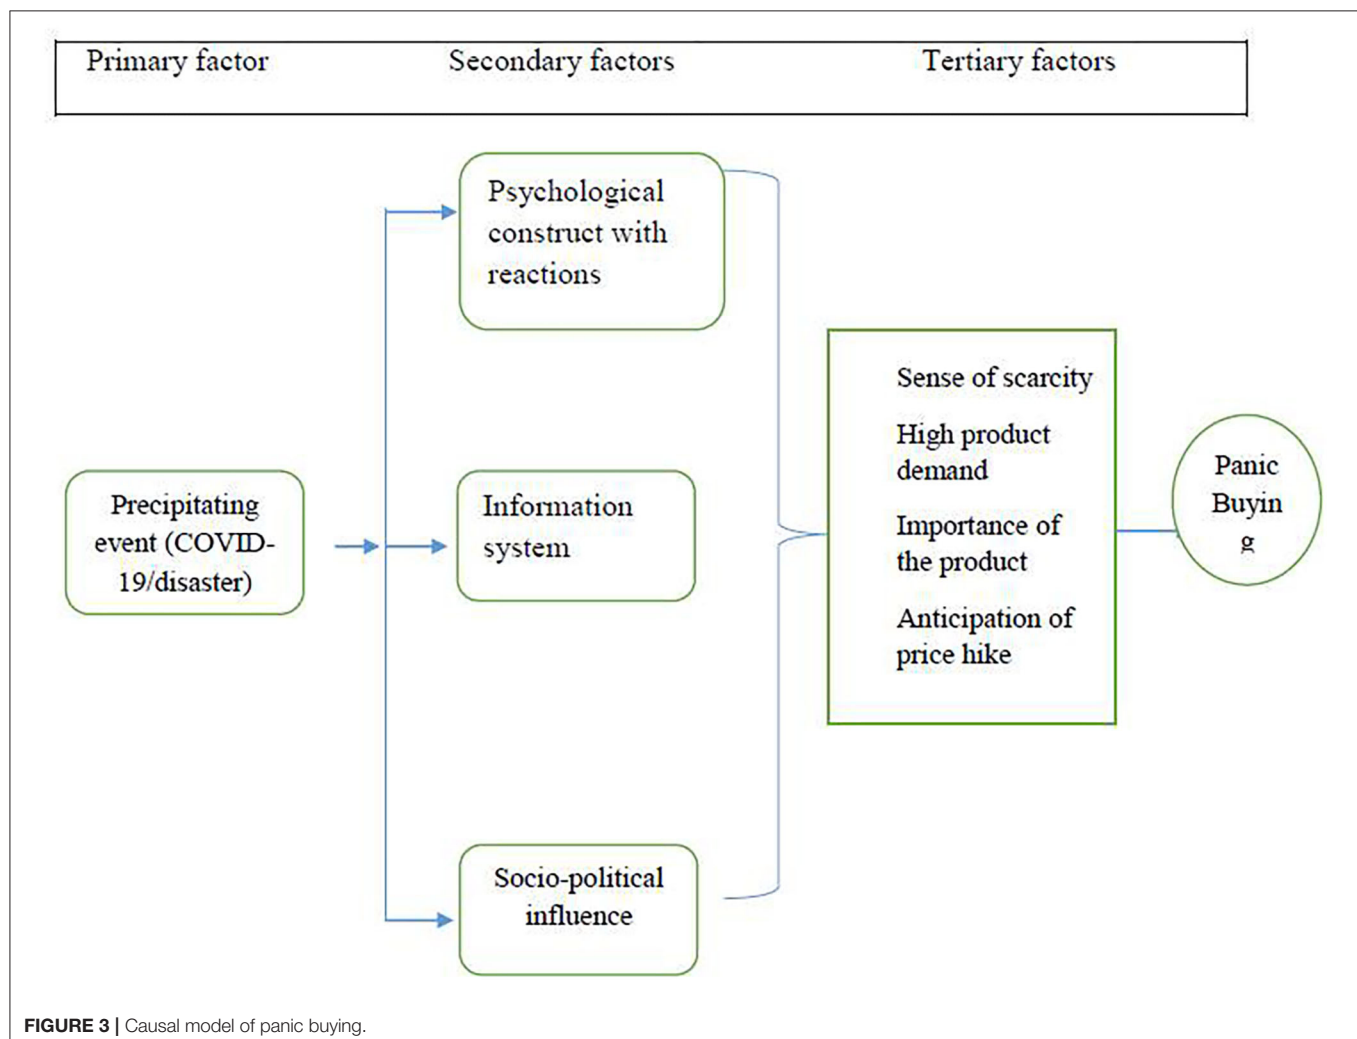 Primary factor
Secondary factors
Tertiary factors
Psychological
construct with
reactions
Sense of scarcity
High product
demand
Importance of
the product
Anticipation of
price hike
Panic
Buyin
g
Precipitating
event (COVID-
19/disaster)
Information
system
Socio-political
influence
FIGURE 3 | Causal model of panic buying.